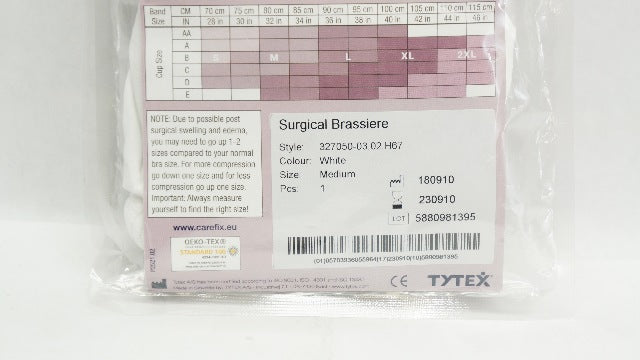 Band Size CM 70 cm 75 cm 80 cm 85 cm 90 cm 95 cm 100 cm 105 cm 110 cm 115 cm
IN 28 in 30 in 32 in 34 in 36 in 38 in 40 in 42 in 44 in 46 in
Cup Size
AA
A
B S M L XL 2XL
C
D
E
NOTE: Due to possible post
surgical swelling and edema,
you may need to go up 1-2
sizes compared to your normal
bra size. For more compression
go down one size and for less
compression go up one size.
Important: Always measure
yourself to find the right size!
www.carefix.eu
OEKO-TEX®
STANDARD 100
Surgical Brassiere
Style: 327050-03 02 H67
Colour: White
Size: Medium
Pcs: 1
180910
230910
LOT 5880981395
CE TYTEX